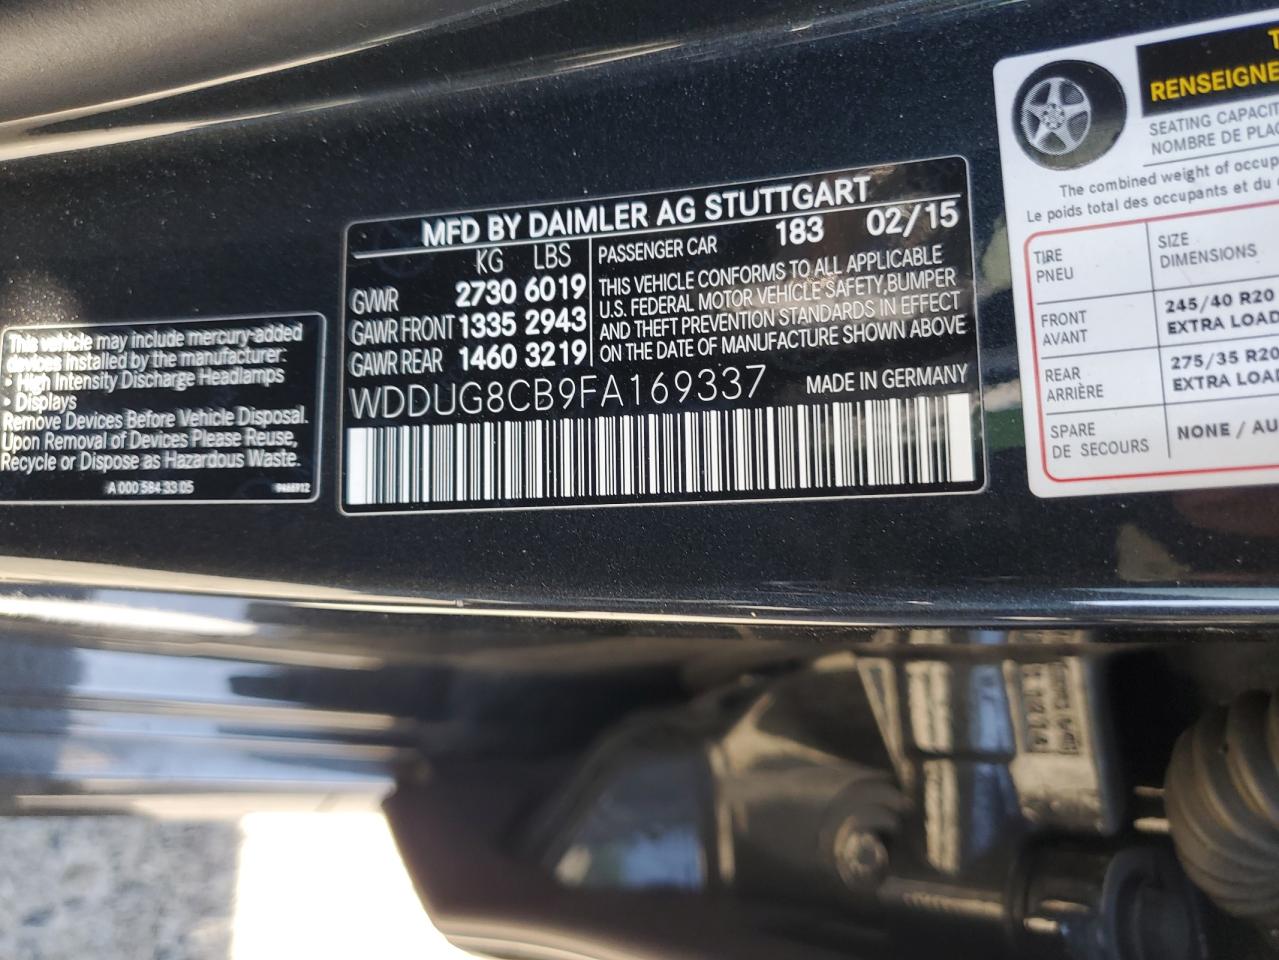 This vehicle may include mercury-added
devices installed by the manufacturer:
• High Intensity Discharge Headlamps
• Displays
Remove Devices Before Vehicle Disposal.
Upon Removal of Devices Please Reuse,
Recycle or Dispose as Hazardous Waste.
A 000 584 33 05
MFD BY DAIMLER AG STUTTGART
KG LBS PASSENGER CAR 183 02/15
GVWR 2730 6019
GAWR FRONT 1335 2943
GAWR REAR 1460 3219
THIS VEHICLE CONFORMS TO ALL APPLICABLE
U.S. FEDERAL MOTOR VEHICLE SAFETY,BUMPER
AND THEFT PREVENTION STANDARDS IN EFFECT
ON THE DATE OF MANUFACTURE SHOWN ABOVE
WDDUG8CB9FA169337 MADE IN GERMANY
RENSEIGNE
SEATING CAPACIT
NOMBRE DE PLAC
The combined weight of occup
Le poids total des occupants et du
TIRE SIZE
PNEU DIMENSIONS
FRONT 245/40 R20
AVANT EXTRA LOAD
REAR 275/35 R20
ARRIÈRE EXTRA LOAD
SPARE NONE / AU
DE SECOURS